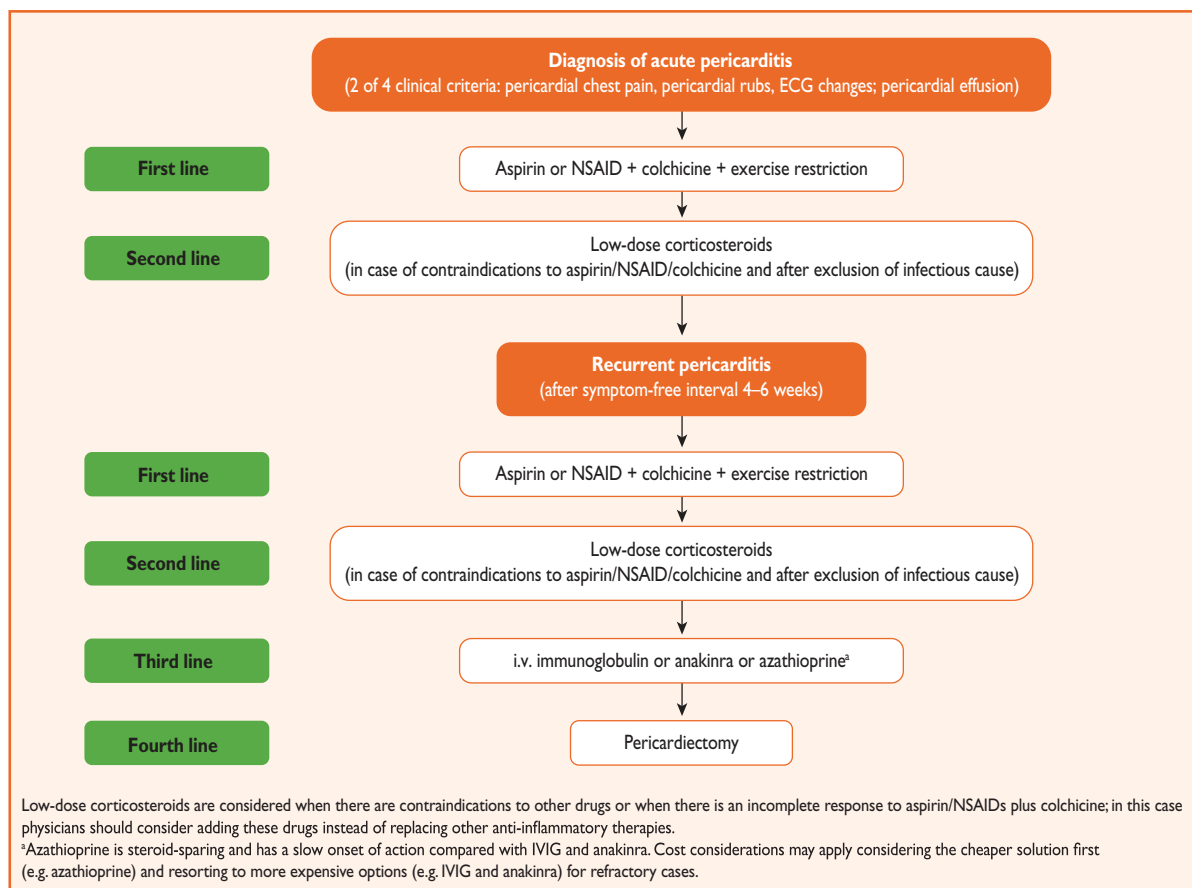 Diagnosis of acute pericarditis
(2 of 4 clinical criteria: pericardial chest pain, pericardial rubs, ECG changes; pericardial effusion)
First line
Aspirin or NSAID + colchicine + exercise restriction
Second line
Low-dose corticosteroids
(in case of contraindications to aspirin/NSAID/colchicine and after exclusion of infectious cause)
Recurrent pericarditis
(after symptom-free interval 4–6 weeks)
First line
Aspirin or NSAID + colchicine + exercise restriction
Second line
Low-dose corticosteroids
(in case of contraindications to aspirin/NSAID/colchicine and after exclusion of infectious cause)
Third line
i.v. immunoglobulin or anakinra or azathioprineᵃ
Fourth line
Pericardiectomy
Low-dose corticosteroids are considered when there are contraindications to other drugs or when there is an incomplete response to aspirin/NSAIDs plus colchicine; in this case
physicians should consider adding these drugs instead of replacing other anti-inflammatory therapies.
ᵃAzathioprine is steroid-sparing and has a slow onset of action compared with IVIG and anakinra. Cost considerations may apply considering the cheaper solution first
(e.g. azathioprine) and resorting to more expensive options (e.g. IVIG and anakinra) for refractory cases.